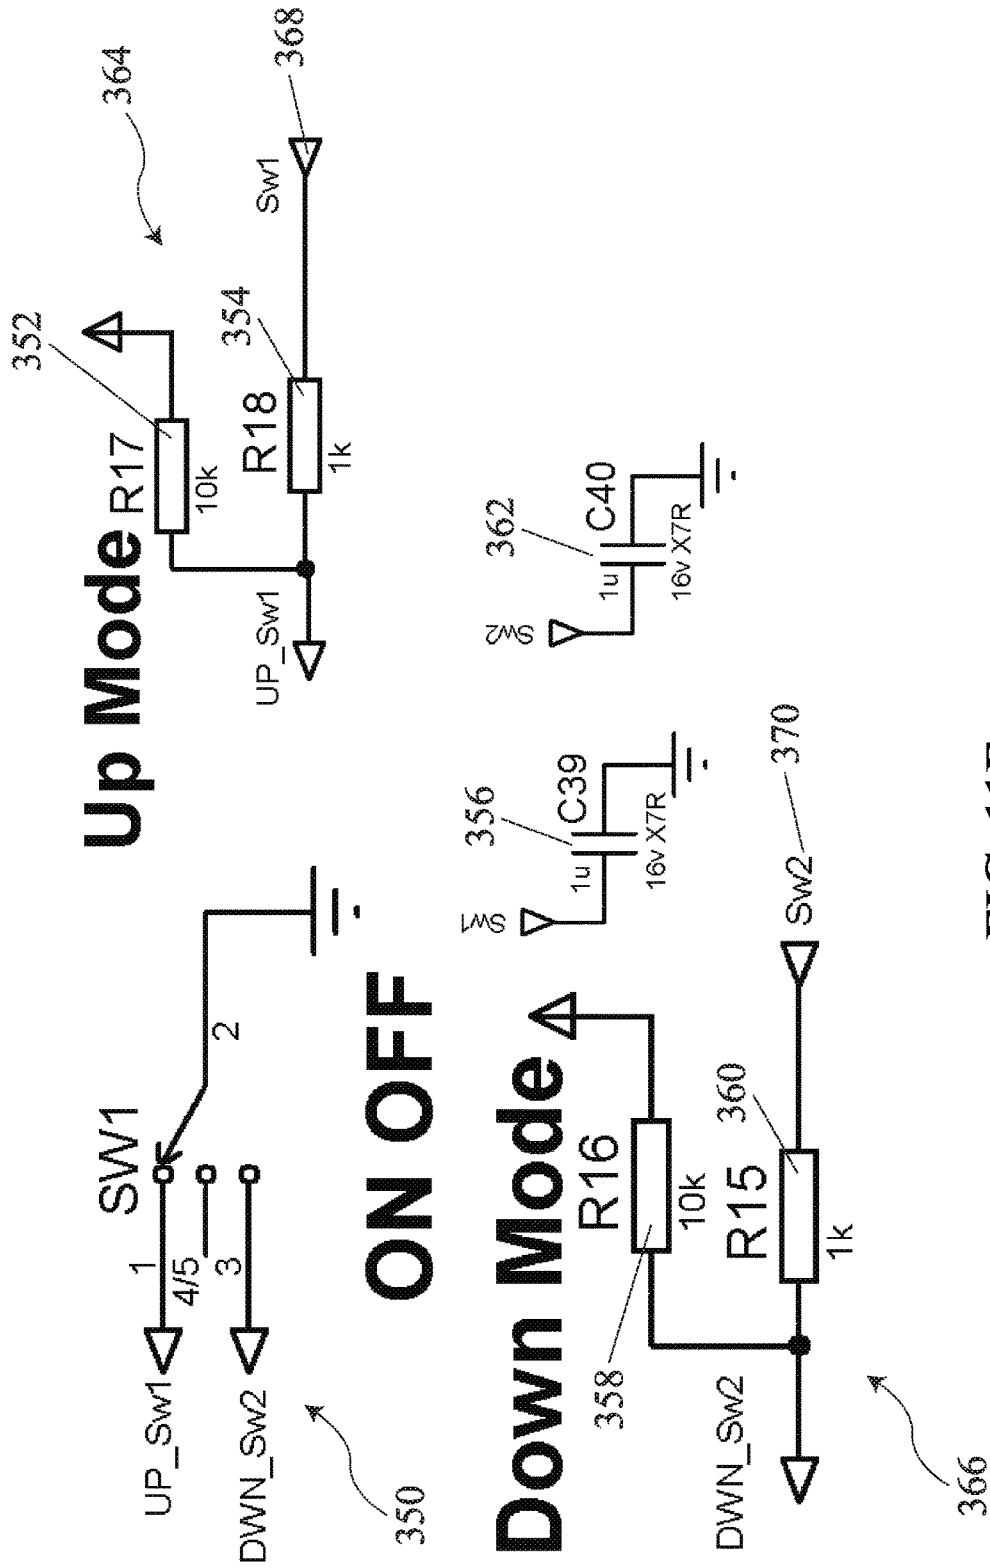 SW1
UP_Sw1
1
4/5
3
2
DWN_Sw2
350
ON OFF
Up Mode
R17
10k
352
364
UP_Sw1
R18
1k
354
Sw1
368
Down Mode
R16
10k
358
DWN_Sw2
R15
1k
360
Sw2
370
366
356
Sw1
1u
C39
16v X7R
362
Sw2
1u
C40
16v X7R